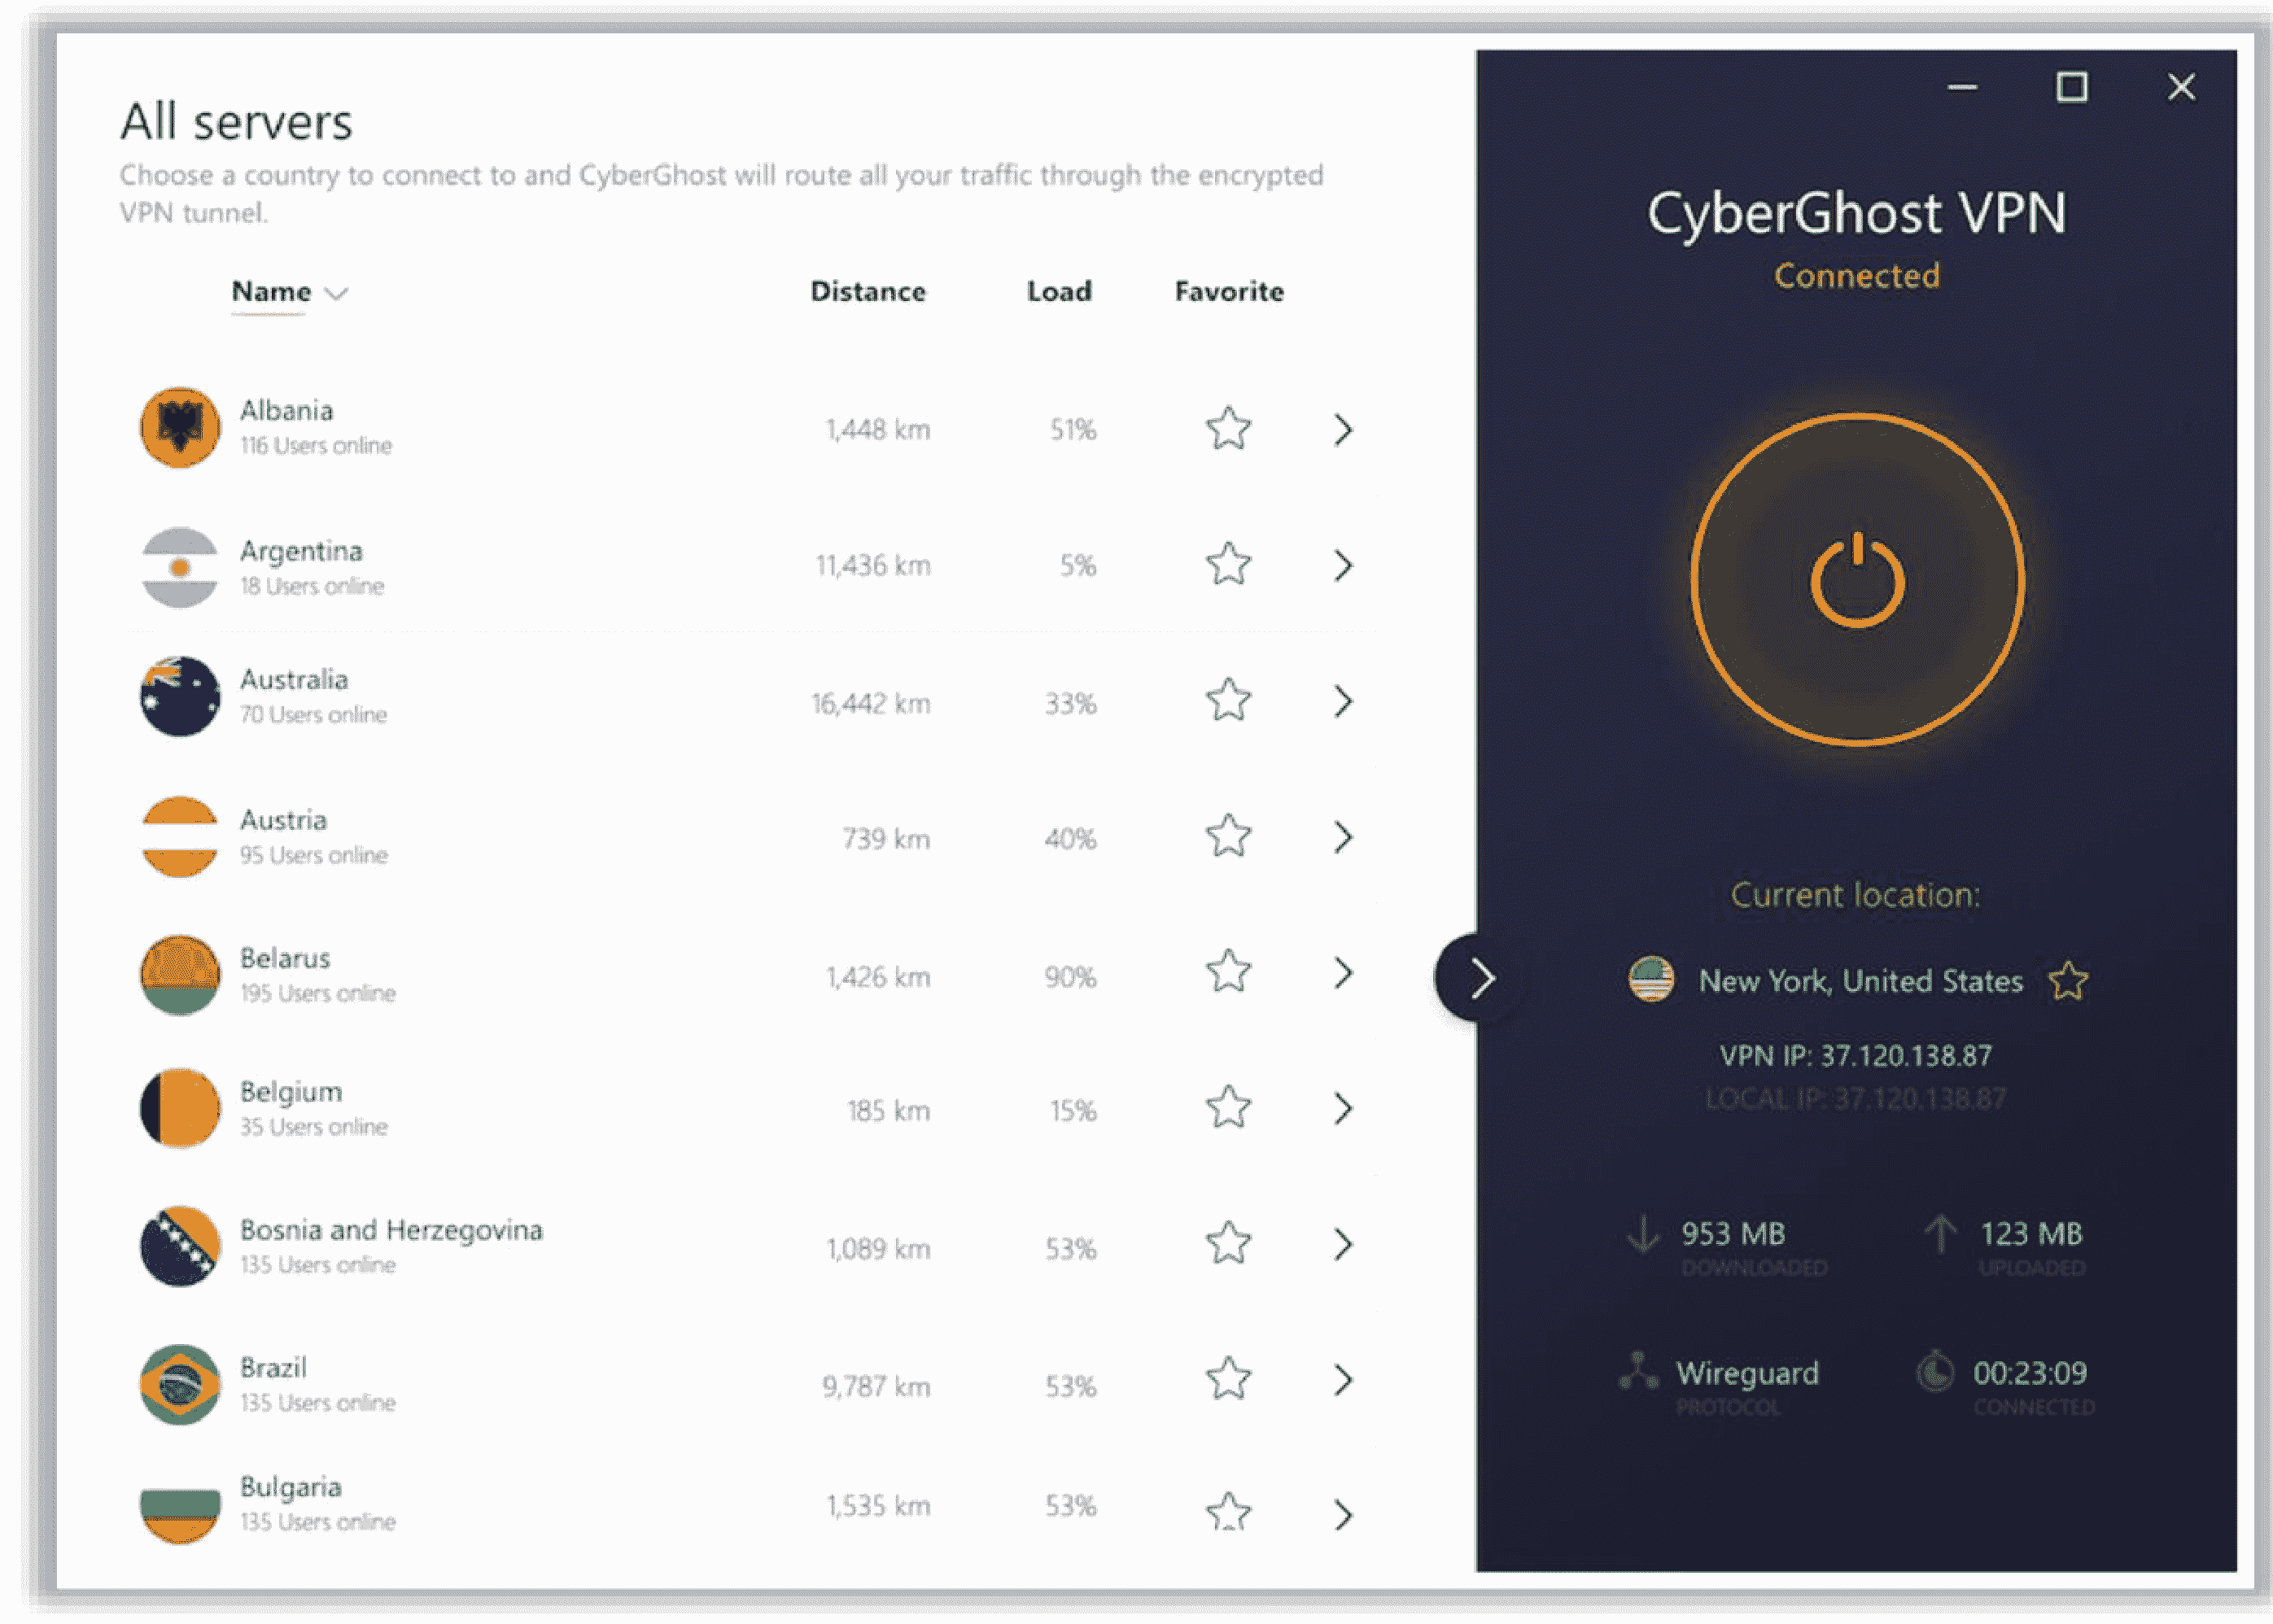 All servers
Choose a country to connect to and CyberGhost will route all your traffic through the encrypted
VPN tunnel.
Name Distance Load Favorite
Albania
116 Users online
1,448 km 51%
Argentina
18 Users online
11,436 km 5%
Australia
70 Users online
16,442 km 33%
Austria
95 Users online
739 km 40%
Belarus
195 Users online
1,426 km 90%
Belgium
35 Users online
185 km 15%
Bosnia and Herzegovina
135 Users online
1,089 km 53%
Brazil
135 Users online
9,787 km 53%
Bulgaria
135 Users online
1,535 km 53%
CyberGhost VPN
Connected
Current location:
New York, United States
VPN IP: 37.120.138.87
LOCAL IP: 37.120.138.87
953 MB 123 MB
DOWNLOADED UPLOADED
Wireguard 00:23:09
PROTOCOL CONNECTED